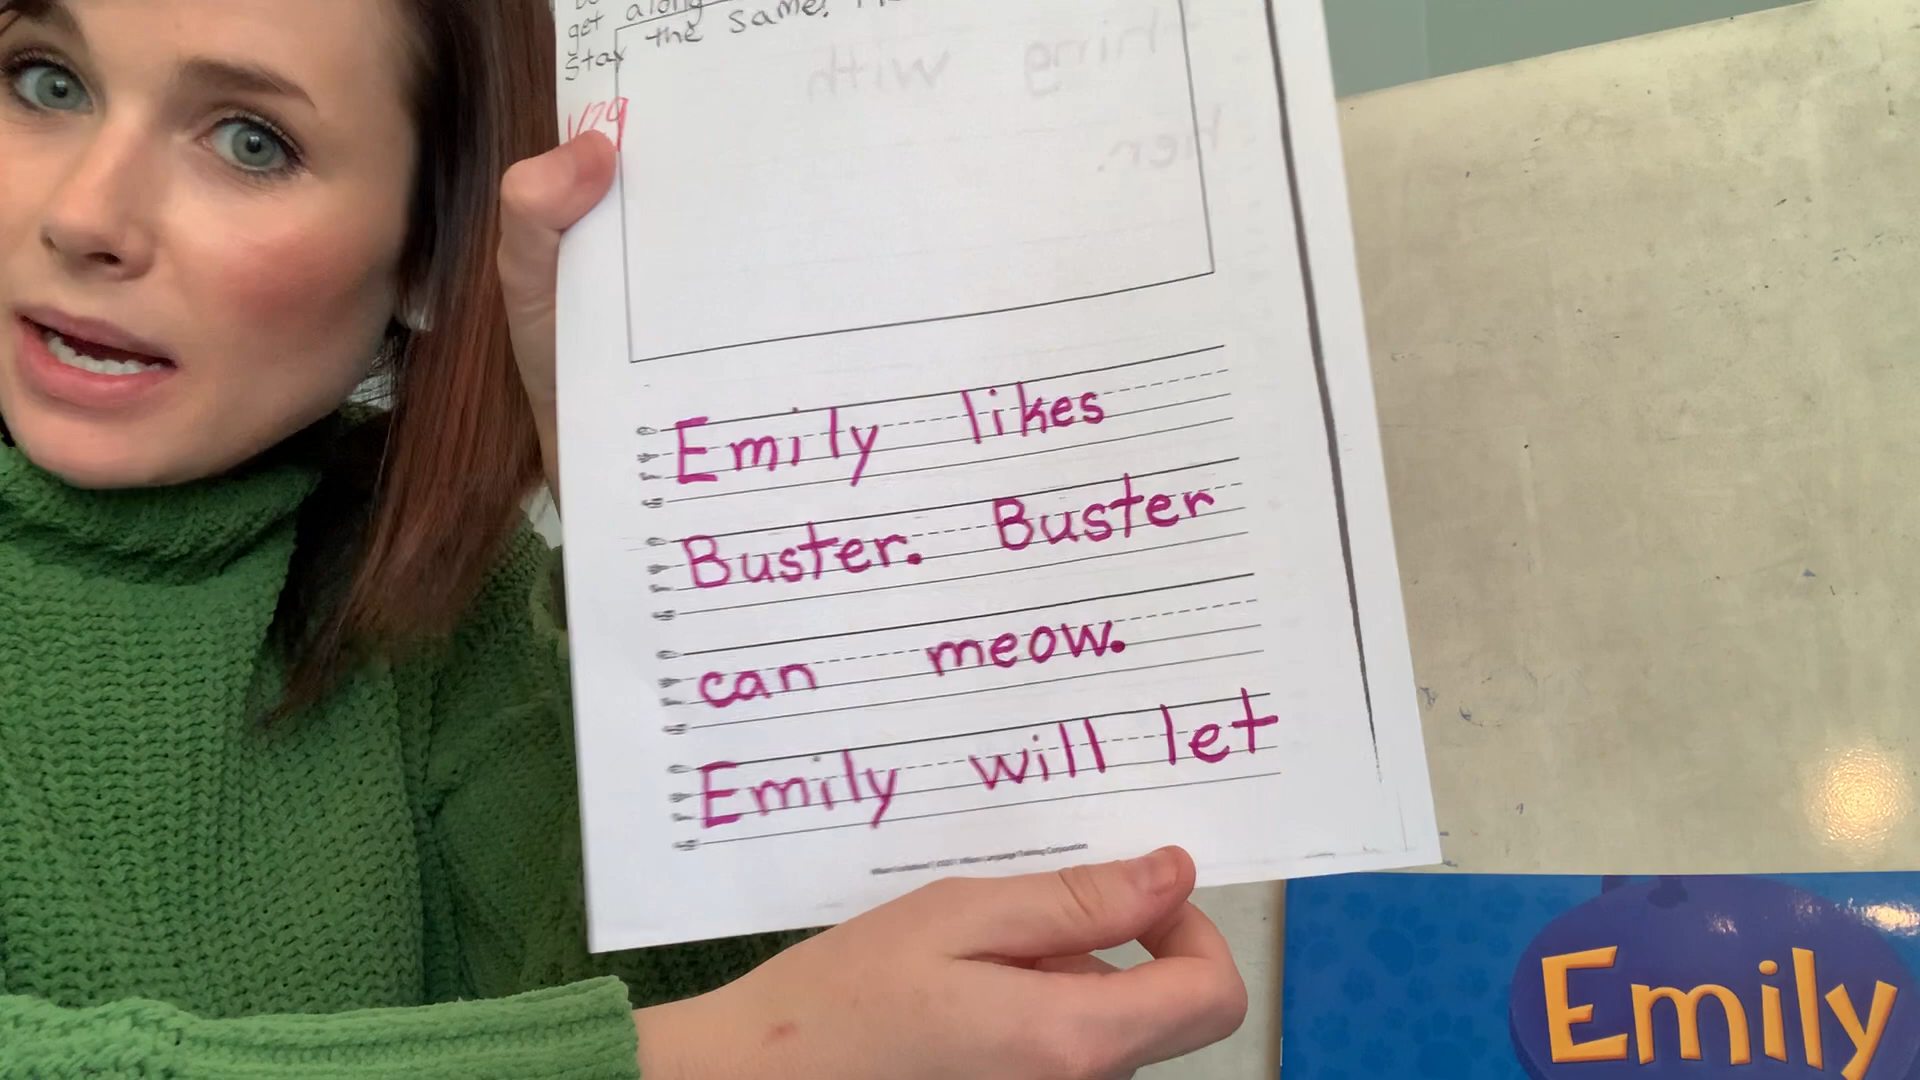 get along
stay the same.
1/29
Emily likes
Buster. Buster
can meow.
Emily will let
Emily